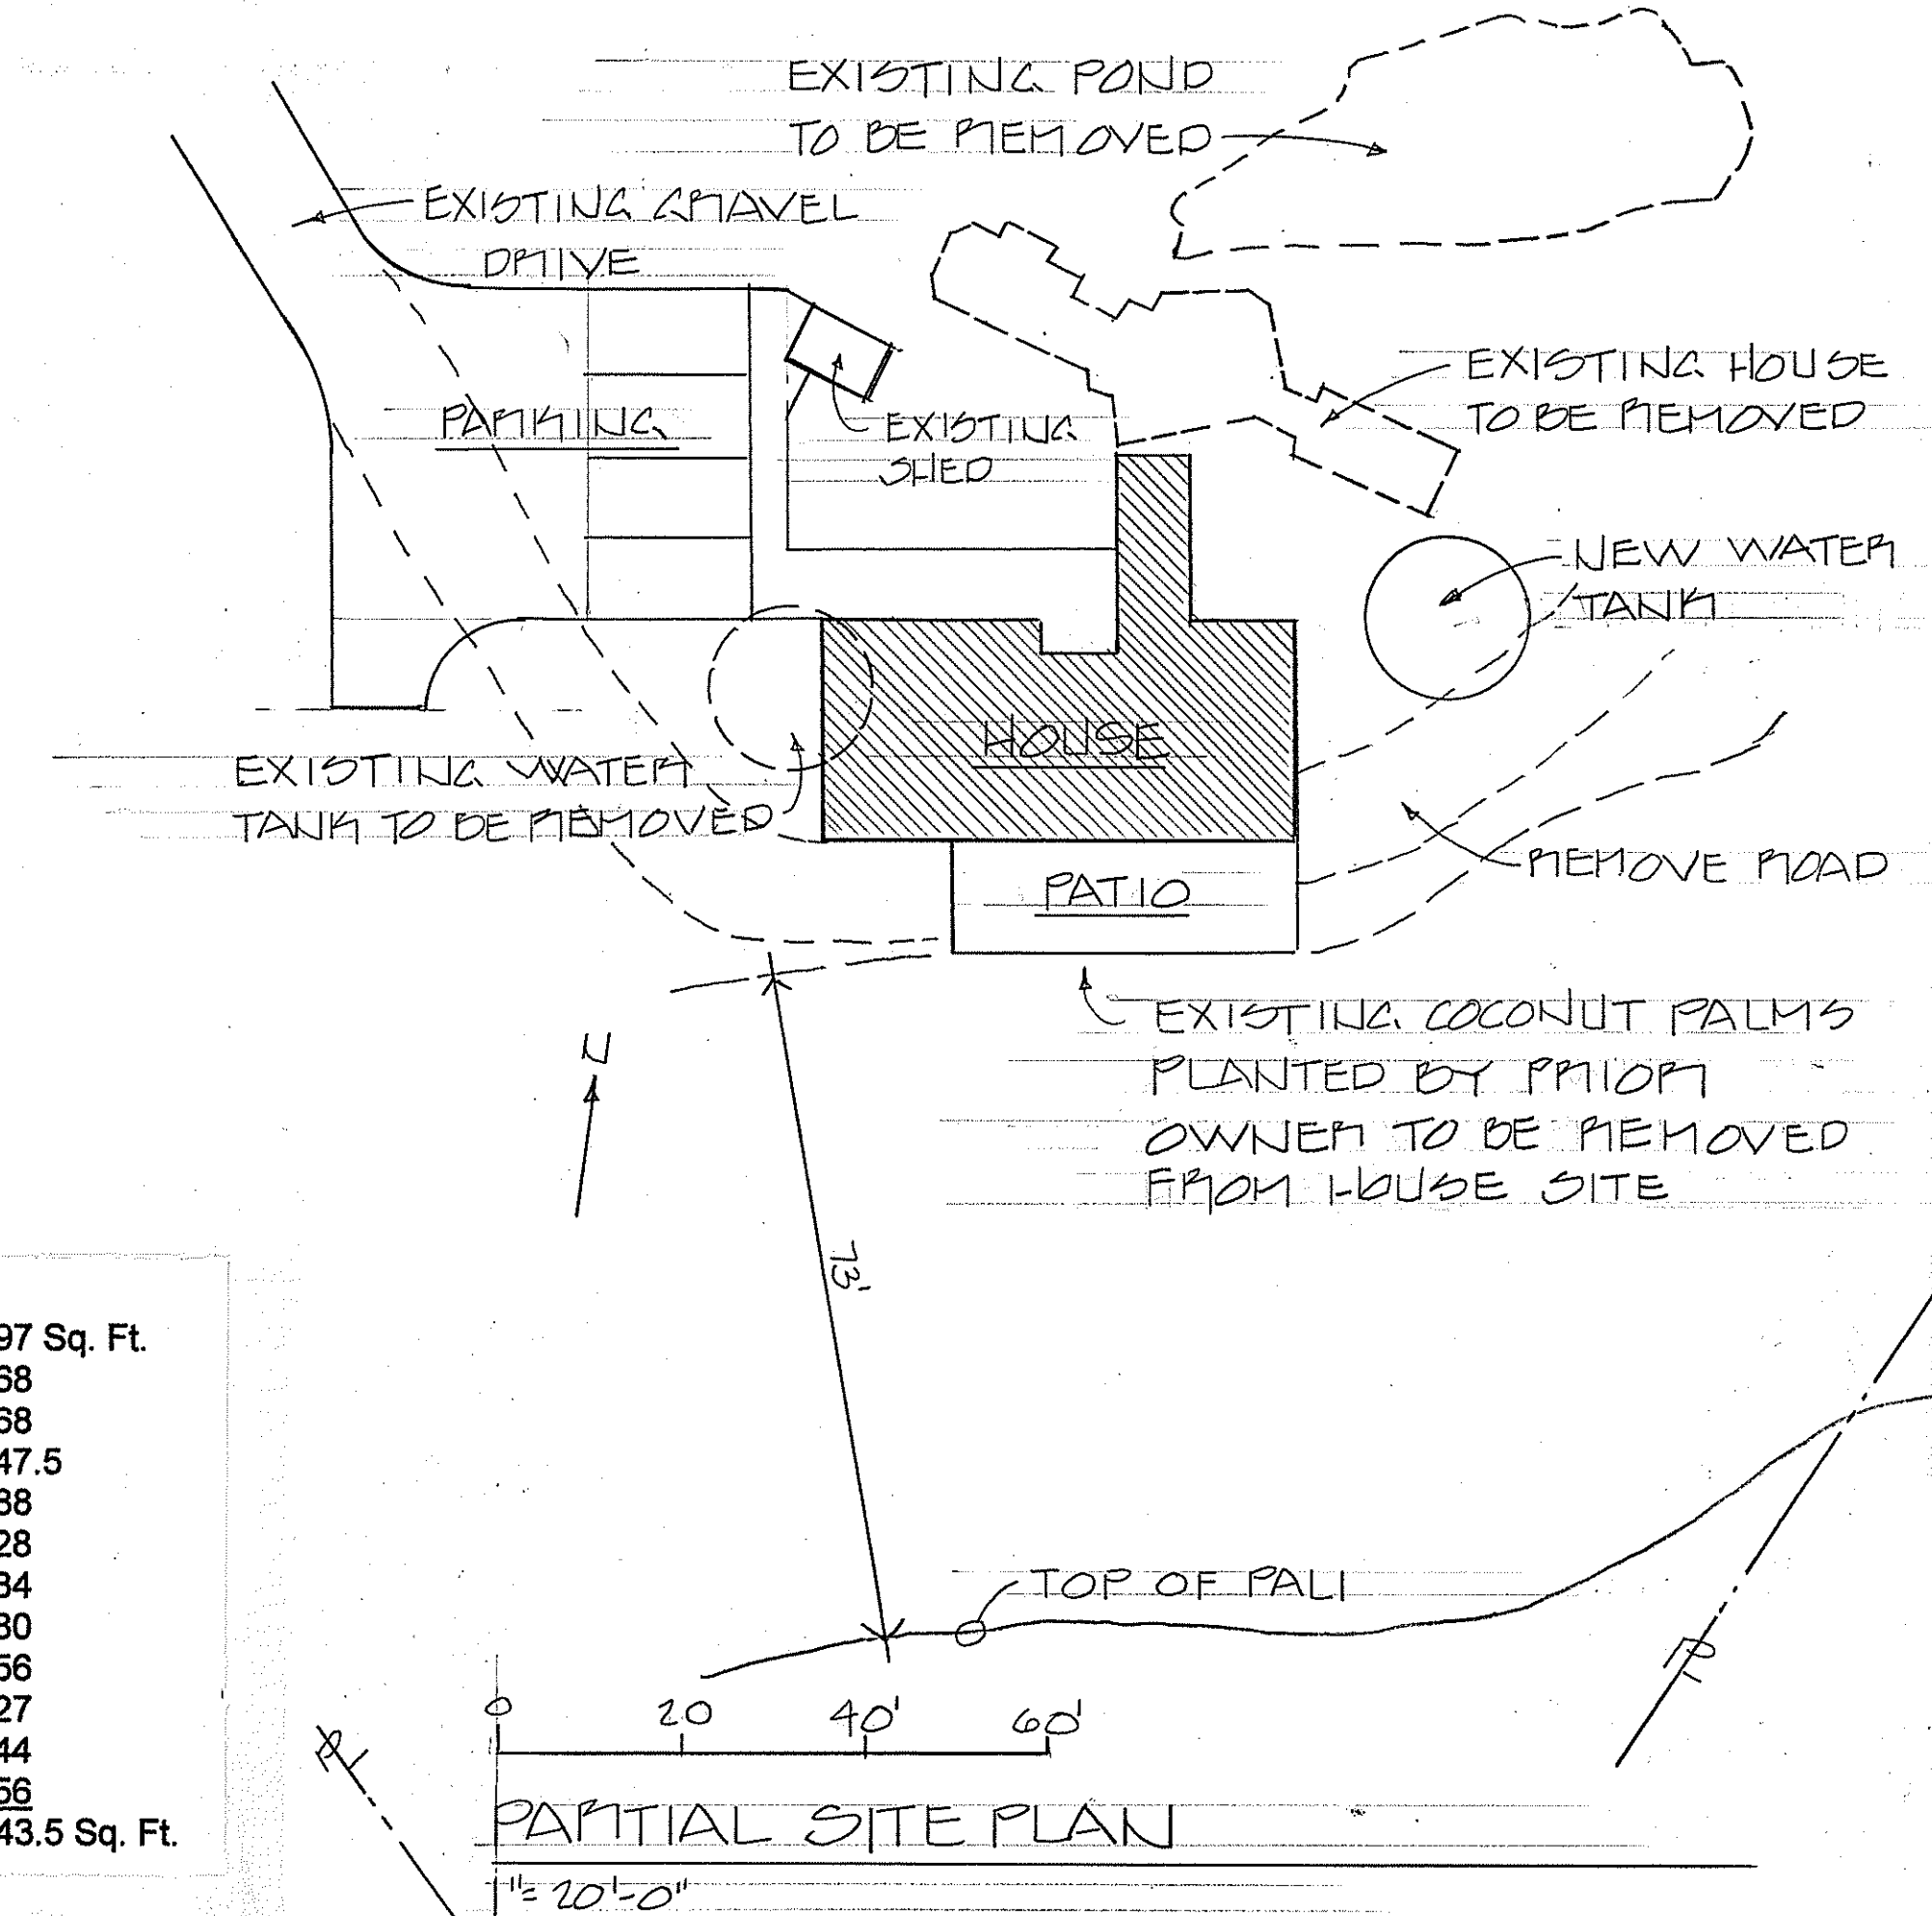 EXISTING POND
TO BE REMOVED
EXISTING GRAVEL
DRIVE
PARKING
EXISTING
SHED
EXISTING HOUSE
TO BE REMOVED
NEW WATER
TANK
HOUSE
EXISTING WATER
TANK TO BE REMOVED
REMOVE ROAD
PATIO
EXISTING COCONUT PALMS
PLANTED BY PRIOR
OWNER TO BE REMOVED
FROM HOUSE SITE
N
73'
97 Sq. Ft.
68
68
47.5
38
28
34
30
56
27
44
56
43.5 Sq. Ft.
TOP OF PALI
0 20 40' 60'
PL
PL
PARTIAL SITE PLAN
1"= 20'-0"